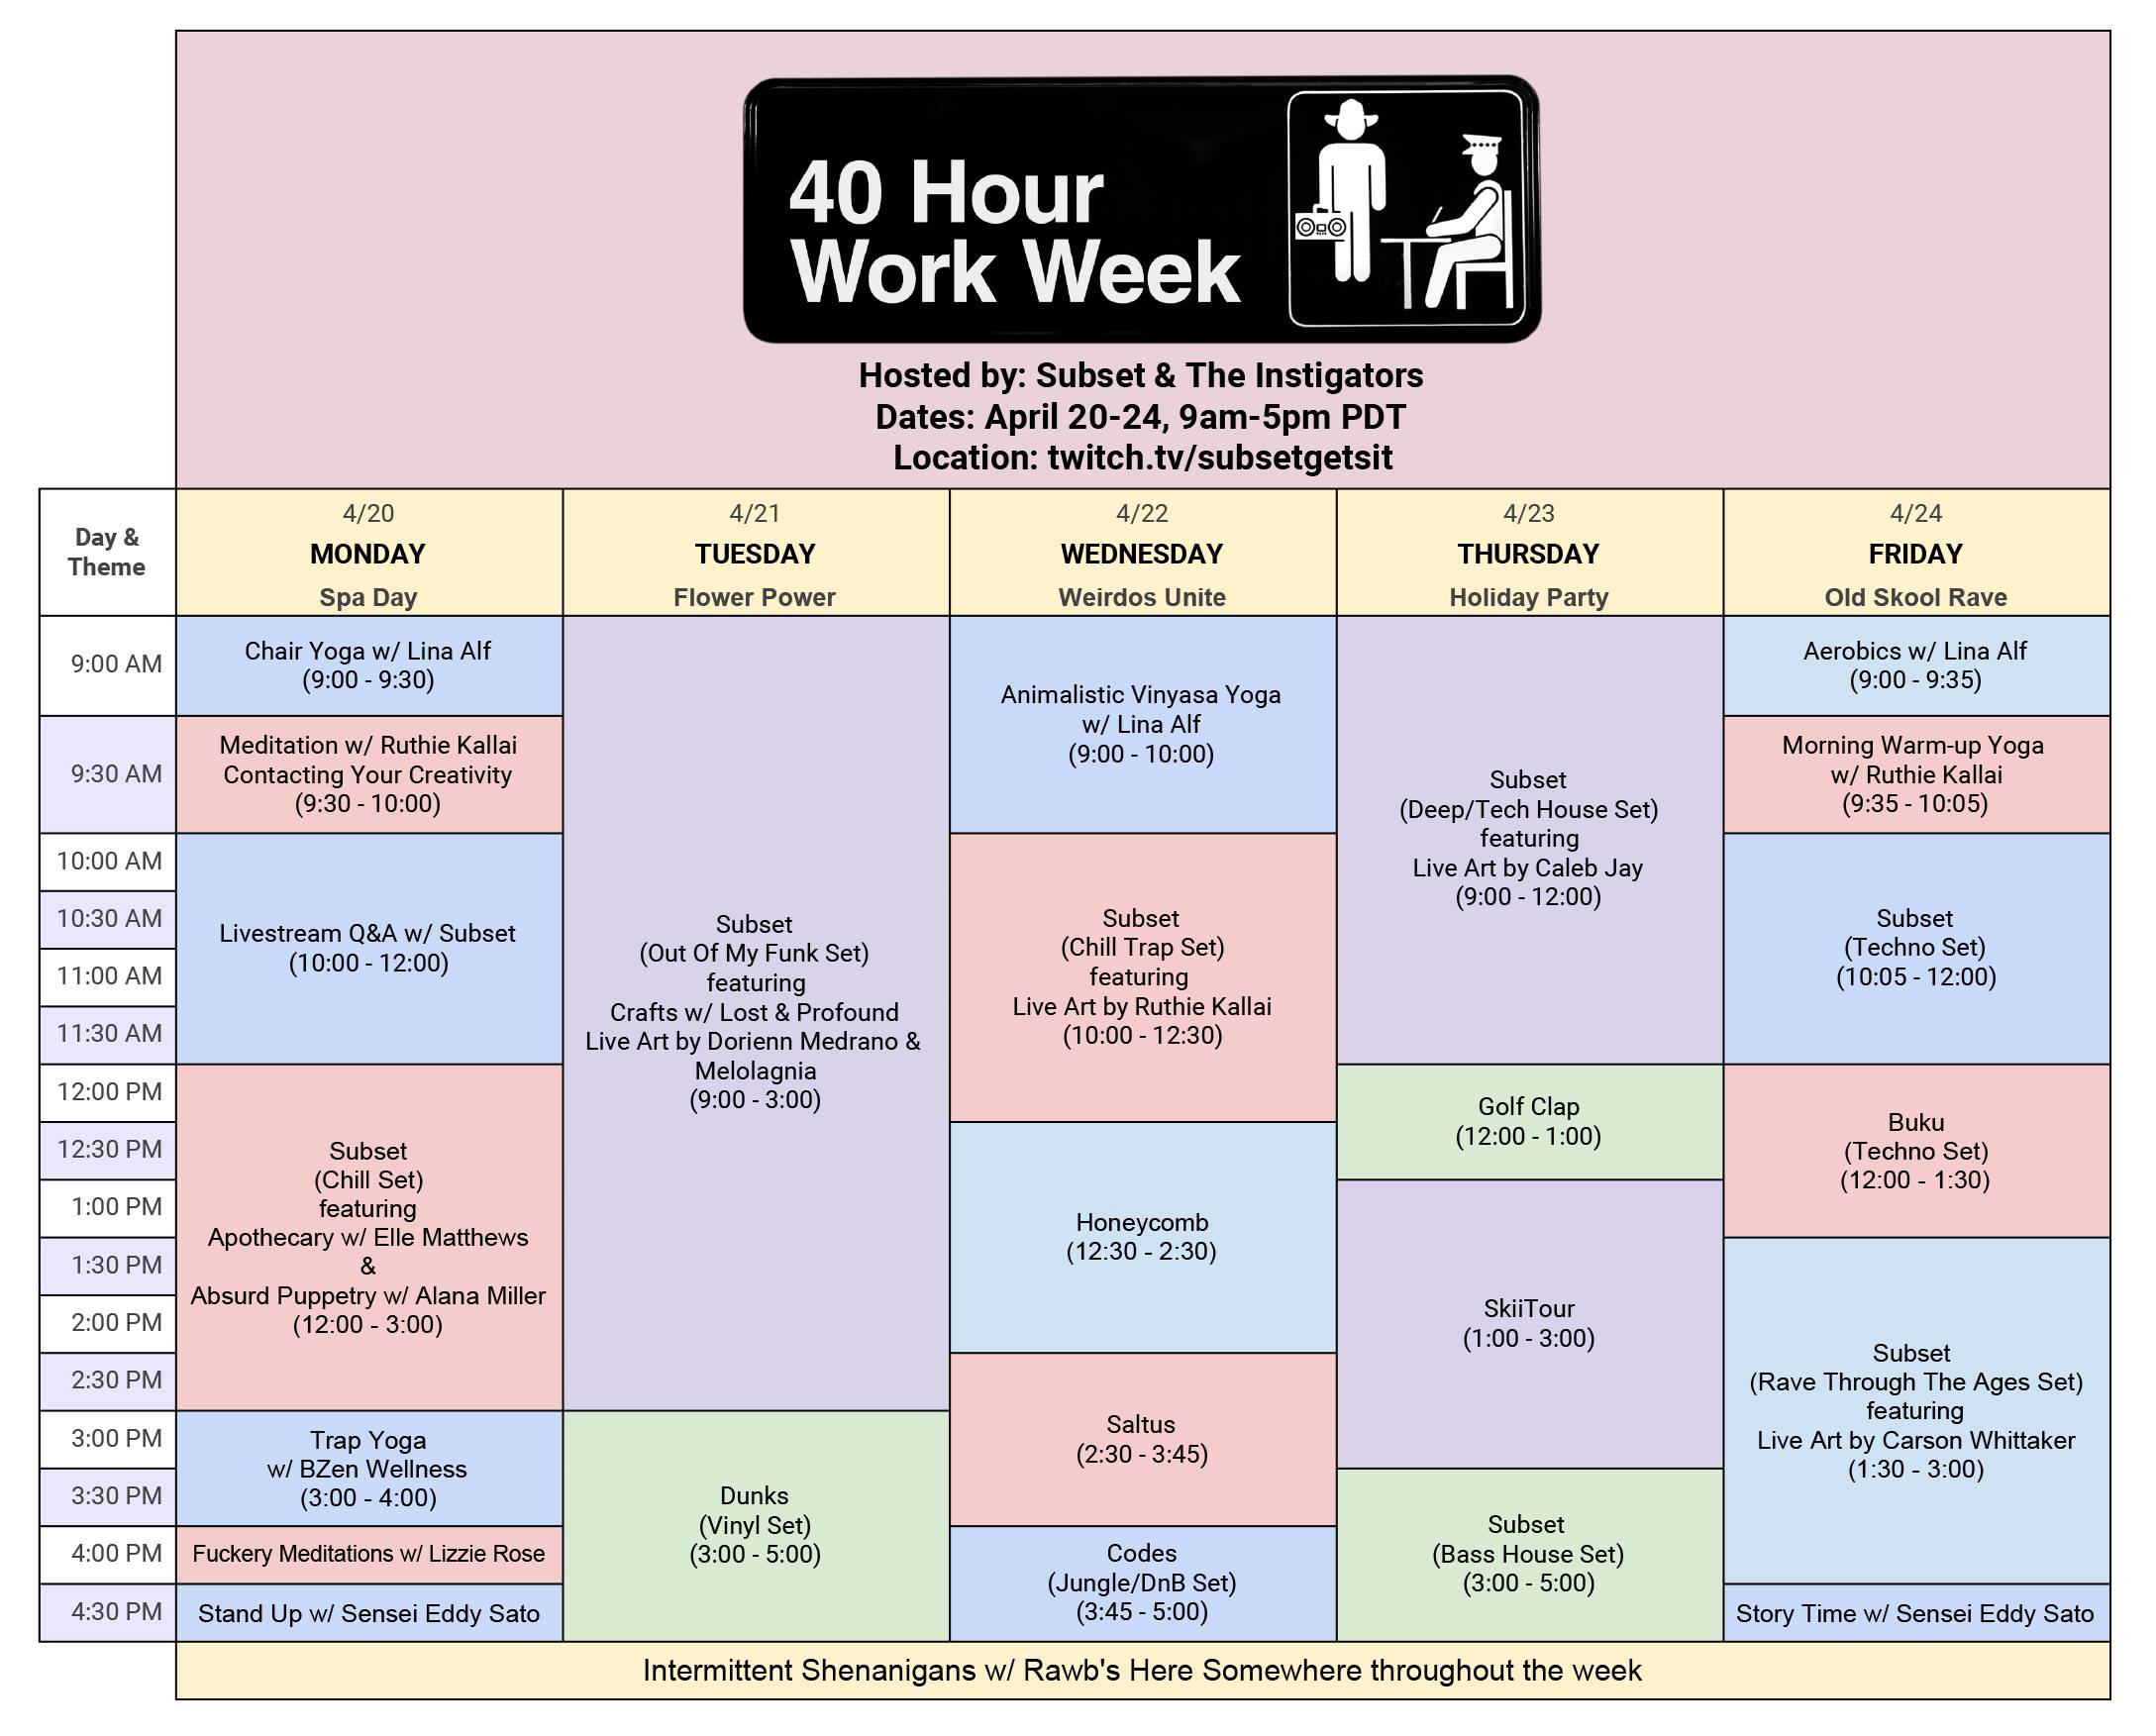 40 Hour
Work Week
Hosted by: Subset & The Instigators
Dates: April 20-24, 9am-5pm PDT
Location: twitch.tv/subsetgetsit
Day &
Theme
4/20
MONDAY
Spa Day
4/21
TUESDAY
Flower Power
4/22
WEDNESDAY
Weirdos Unite
4/23
THURSDAY
Holiday Party
4/24
FRIDAY
Old Skool Rave
9:00 AM
9:30 AM
10:00 AM
10:30 AM
11:00 AM
11:30 AM
12:00 PM
12:30 PM
1:00 PM
1:30 PM
2:00 PM
2:30 PM
3:00 PM
3:30 PM
4:00 PM
4:30 PM
Chair Yoga w/ Lina Alf
(9:00 - 9:30)
Meditation w/ Ruthie Kallai
Contacting Your Creativity
(9:30 - 10:00)
Livestream Q&A w/ Subset
(10:00 - 12:00)
Subset
(Chill Set)
featuring
Apothecary w/ Elle Matthews
&
Absurd Puppetry w/ Alana Miller
(12:00 - 3:00)
Trap Yoga
w/ BZen Wellness
(3:00 - 4:00)
Fuckery Meditations w/ Lizzie Rose
Stand Up w/ Sensei Eddy Sato
Subset
(Out Of My Funk Set)
featuring
Crafts w/ Lost & Profound
Live Art by Dorienn Medrano &
Melolagnia
(9:00 - 3:00)
Dunks
(Vinyl Set)
(3:00 - 5:00)
Animalistic Vinyasa Yoga
w/ Lina Alf
(9:00 - 10:00)
Subset
(Chill Trap Set)
featuring
Live Art by Ruthie Kallai
(10:00 - 12:30)
Honeycomb
(12:30 - 2:30)
Saltus
(2:30 - 3:45)
Codes
(Jungle/DnB Set)
(3:45 - 5:00)
Subset
(Deep/Tech House Set)
featuring
Live Art by Caleb Jay
(9:00 - 12:00)
Golf Clap
(12:00 - 1:00)
SkiiTour
(1:00 - 3:00)
Subset
(Bass House Set)
(3:00 - 5:00)
Aerobics w/ Lina Alf
(9:00 - 9:35)
Morning Warm-up Yoga
w/ Ruthie Kallai
(9:35 - 10:05)
Subset
(Techno Set)
(10:05 - 12:00)
Buku
(Techno Set)
(12:00 - 1:30)
Subset
(Rave Through The Ages Set)
featuring
Live Art by Carson Whittaker
(1:30 - 3:00)
Story Time w/ Sensei Eddy Sato
Intermittent Shenanigans w/ Rawb's Here Somewhere throughout the week